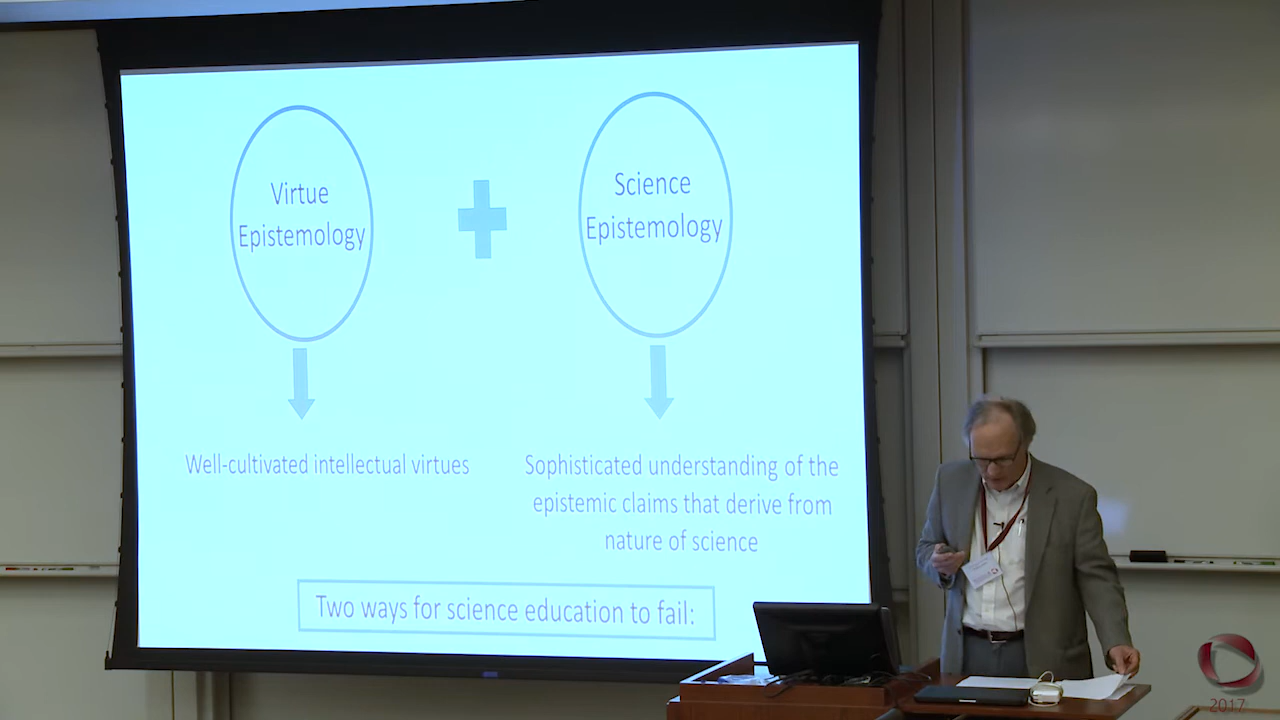 Virtue
Epistemology
Science
Epistemology
Well-cultivated intellectual virtues
Sophisticated understanding of the
epistemic claims that derive from
nature of science
Two ways for science education to fail:
2017